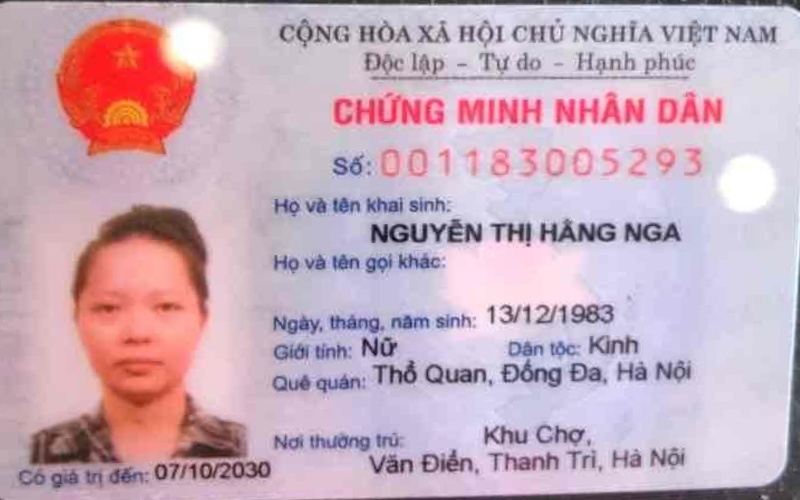 CỘNG HÒA XÃ HỘI CHỦ NGHĨA VIỆT NAM
Độc lập - Tự do - Hạnh phúc
CHỨNG MINH NHÂN DÂN
Số: 001183005293
Họ và tên khai sinh:
NGUYỄN THỊ HẰNG NGA
Họ và tên gọi khác:
Ngày, tháng, năm sinh: 13/12/1983
Giới tính: Nữ Dân tộc: Kinh
Quê quán: Thổ Quan, Đống Đa, Hà Nội
Nơi thường trú: Khu Chợ,
Văn Điển, Thanh Trì, Hà Nội
Có giá trị đến: 07/10/2030